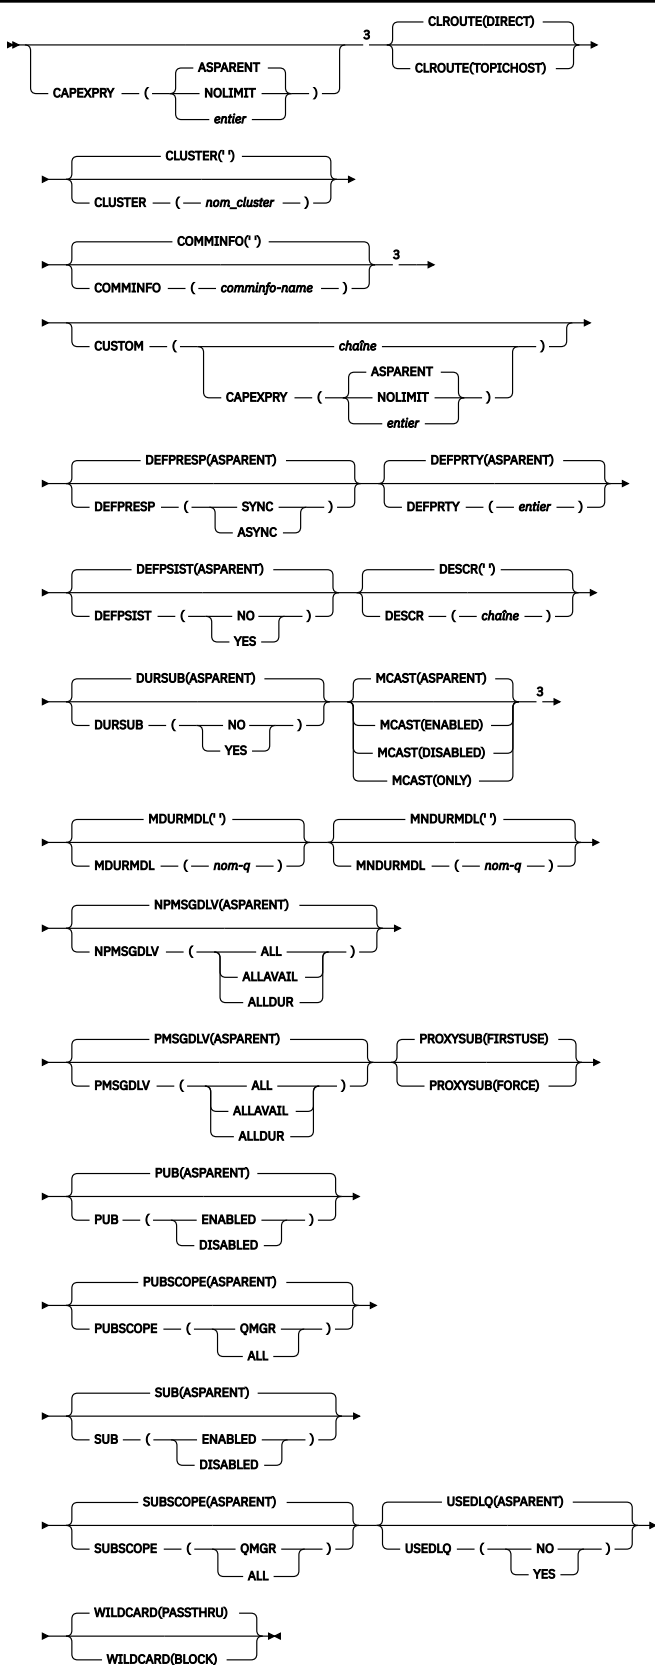 CLROUTE(DIRECT)
3
CLROUTE(TOPICHOST)
ASPARENT
CAPEXPRY ( NOLIMIT )
entier
CLUSTER(' ')
CLUSTER ( nom_cluster )
COMMINFO(' ')
3
COMMINFO ( comminfo-name )
CUSTOM ( chaîne )
ASPARENT
CAPEXPRY ( NOLIMIT )
entier
DEFPRESP(ASPARENT) DEFPRTY(ASPARENT)
DEFPRESP ( SYNC ) DEFPRTY ( entier )
ASYNC
DEFPSIST(ASPARENT) DESCR(' ')
DEFPSIST ( NO ) DESCR ( chaîne )
YES
DURSUB(ASPARENT) MCAST(ASPARENT)
3
DURSUB ( NO ) MCAST(ENABLED)
YES MCAST(DISABLED)
MCAST(ONLY)
MDURMDL(' ') MNDURMDL(' ')
MDURMDL ( nom-q ) MNDURMDL ( nom-q )
NPMSGDLV(ASPARENT)
NPMSGDLV ( ALL )
ALLAVAIL
ALLDUR
PMSGDLV(ASPARENT) PROXYSUB(FIRSTUSE)
PMSGDLV ( ALL ) PROXYSUB(FORCE)
ALLAVAIL
ALLDUR
PUB(ASPARENT)
PUB ( ENABLED )
DISABLED
PUBSCOPE(ASPARENT)
PUBSCOPE ( QMGR )
ALL
SUB(ASPARENT)
SUB ( ENABLED )
DISABLED
SUBSCOPE(ASPARENT) USEDLQ(ASPARENT)
SUBSCOPE ( QMGR ) USEDLQ ( NO )
ALL YES
WILDCARD(PASSTHRU)
WILDCARD(BLOCK)